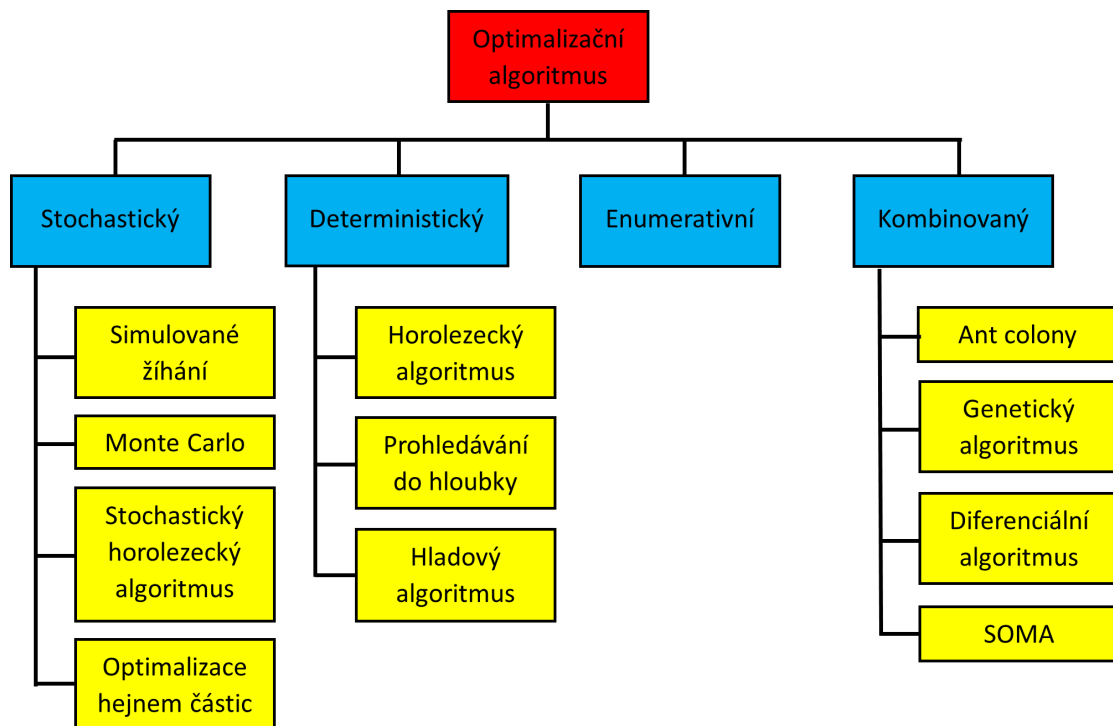 Optimalizační
algoritmus
Stochastický
Deterministický
Enumerativní
Kombinovaný
Simulované
žíhání
Monte Carlo
Stochastický
horolezecký
algoritmus
Optimalizace
hejnem částic
Horolezecký
algoritmus
Prohledávání
do hloubky
Hladový
algoritmus
Ant colony
Genetický
algoritmus
Diferenciální
algoritmus
SOMA